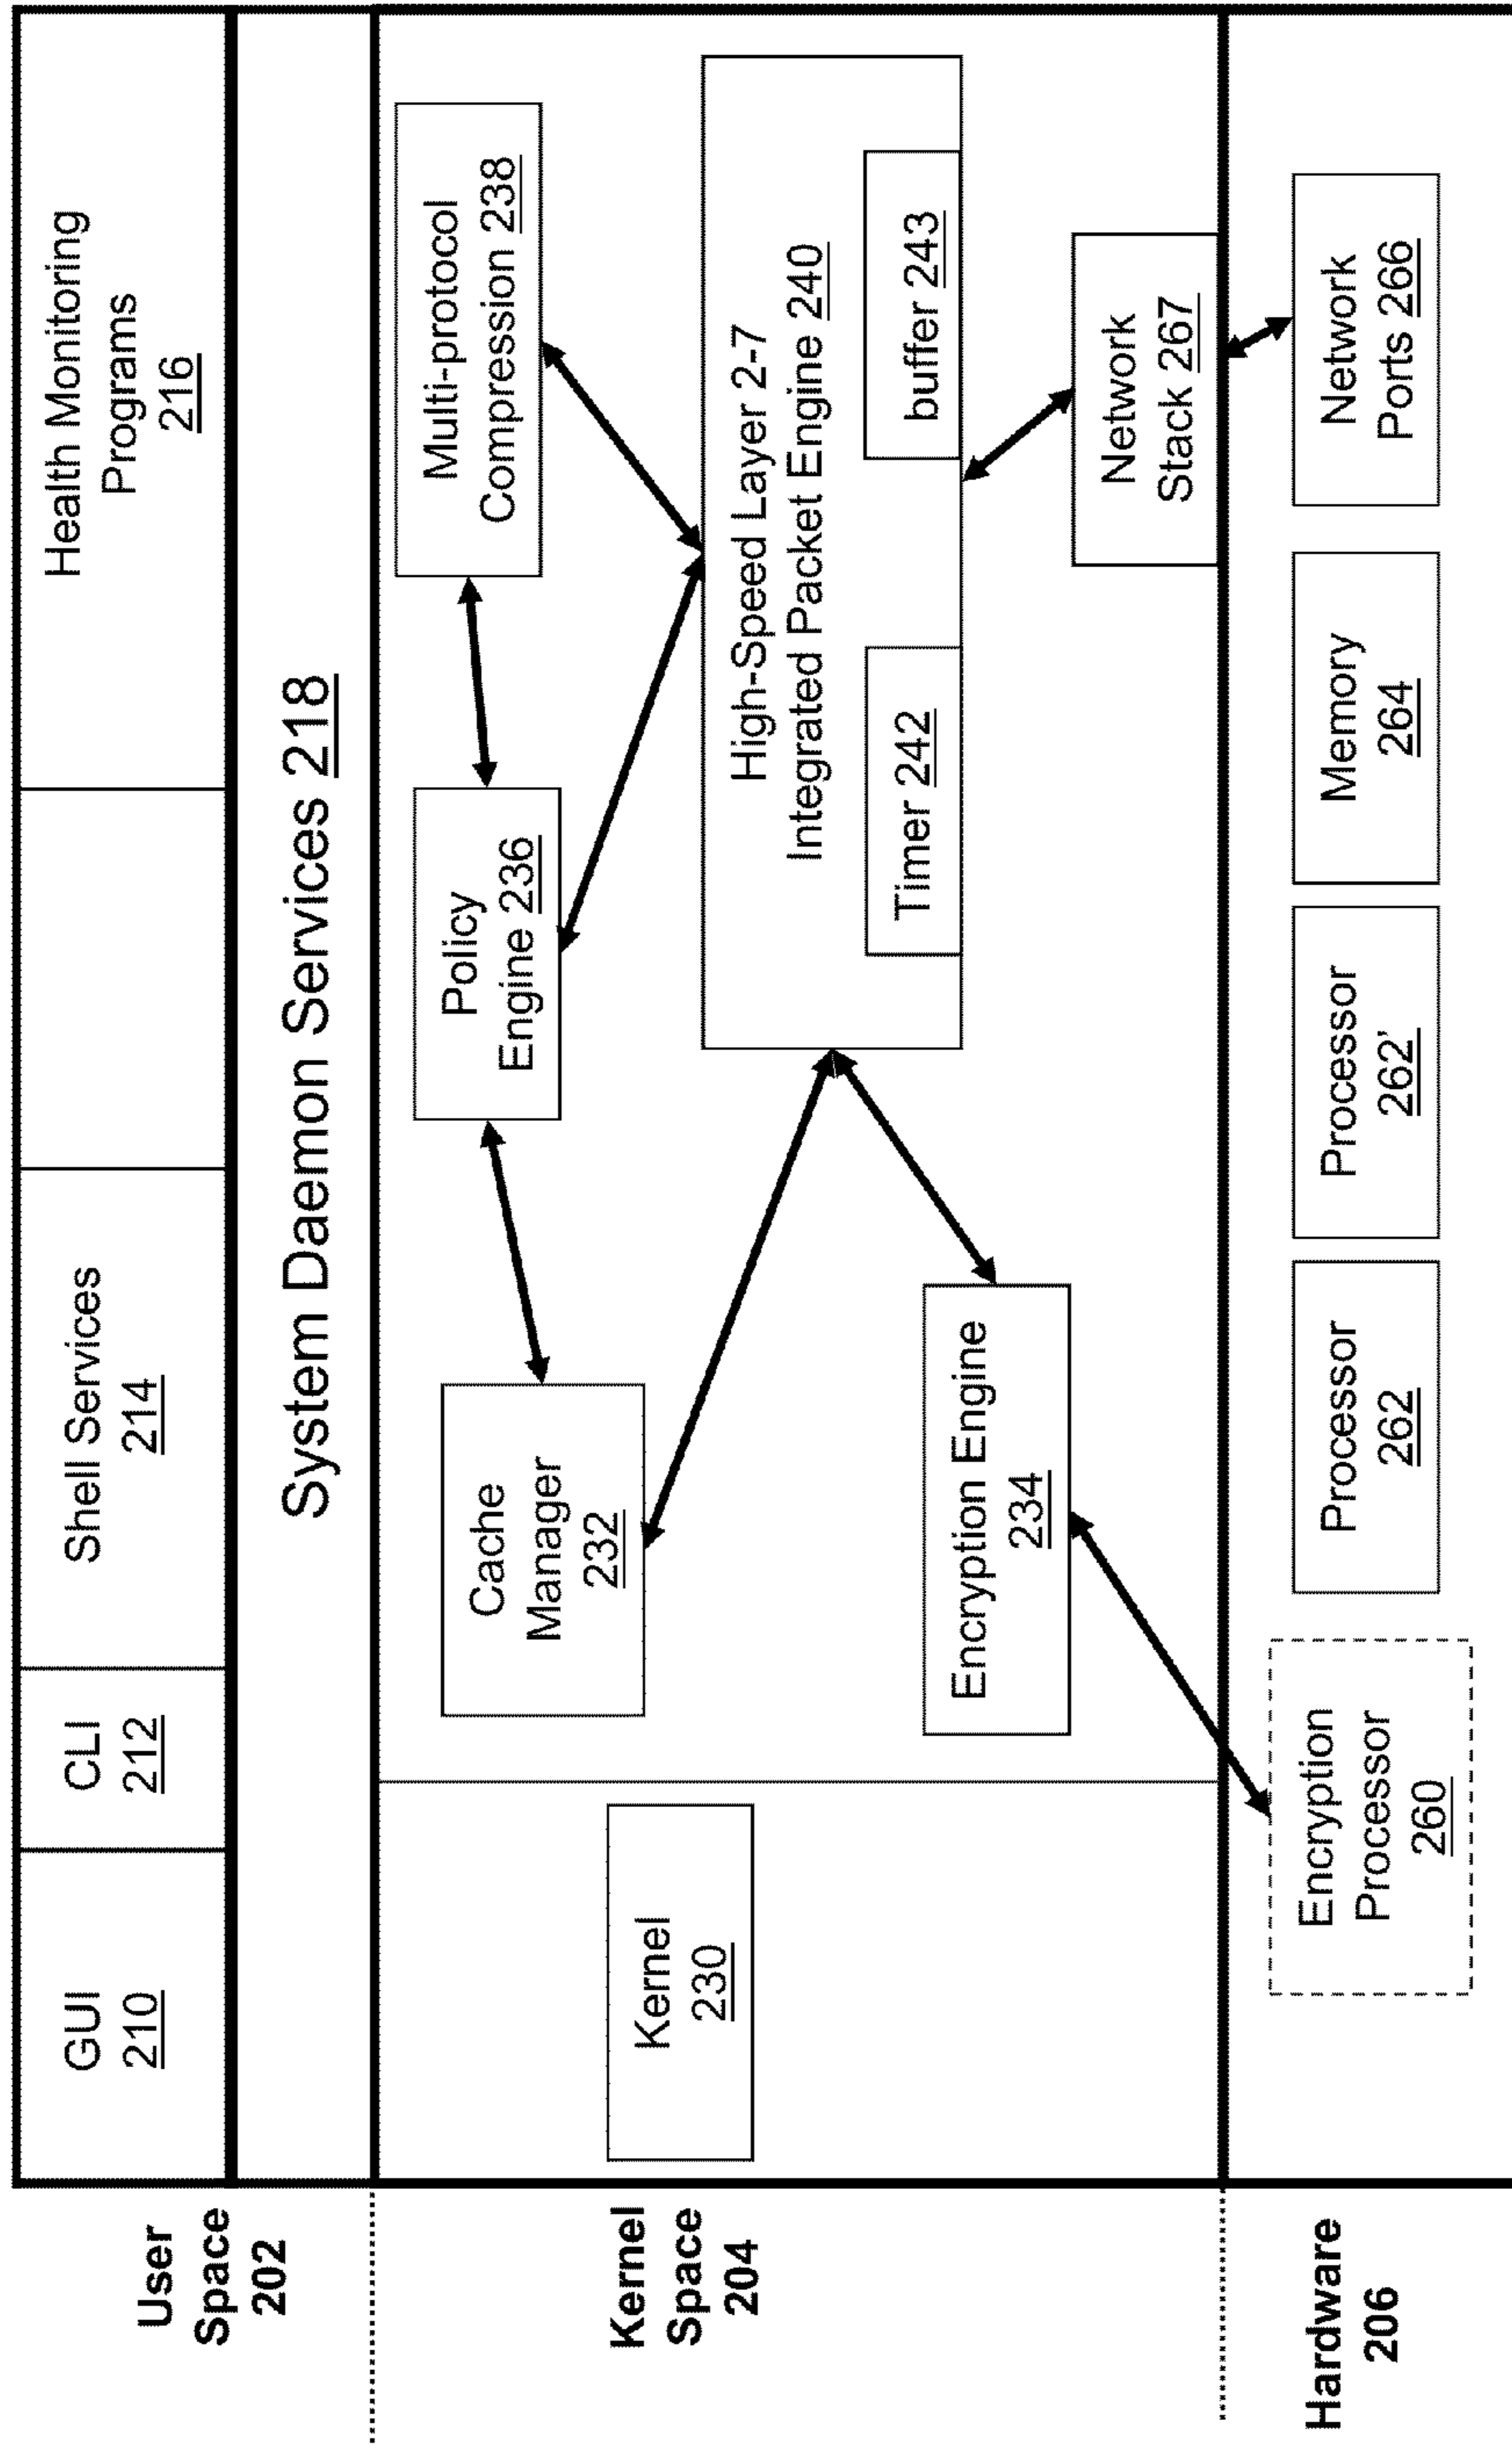 User
Space
202
GUI
210
CLI
212
Shell Services
214
Health Monitoring
Programs
216
System Daemon Services 218
Kernel
Space
204
Kernel
230
Cache
Manager
232
Policy
Engine 236
Multi-protocol
Compression 238
High-Speed Layer 2-7
Integrated Packet Engine 240
Timer 242
buffer 243
Encryption Engine
234
Network
Stack 267
Hardware
206
Encryption
Processor
260
Processor
262
Processor
262'
Memory
264
Network
Ports 266